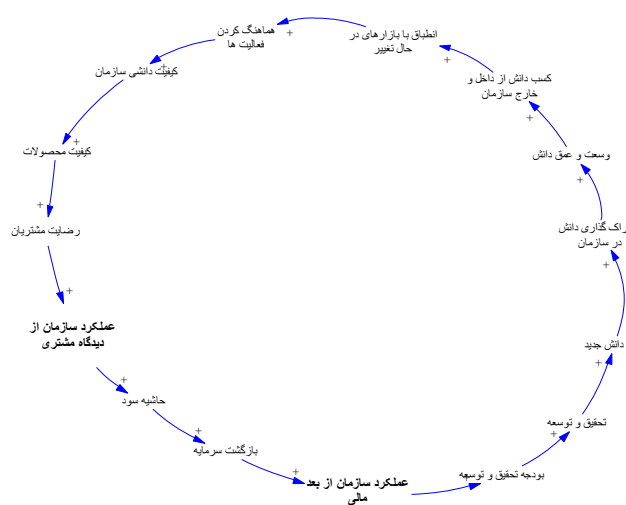 هماهنگ کردن
فعالیت ها
+
انطباق با بازارهای در
حال تغییر
+
کسب دانش از داخل و
خارج سازمان
+
وسعت و عمق دانش
+
راک گذاری دانش
در سازمان
+
دانش جدید
+
تحقیق و توسعه
+
بودجه تحقیق و توسعه
+
عملکرد سازمان از بعد
مالی
+
بازگشت سرمایه
+
حاشیه سود
+
عملکرد سازمان از
دیدگاه مشتری
+
رضایت مشتریان
+
کیفیت محصولات
+
کیفیت دانشی سازمان
+